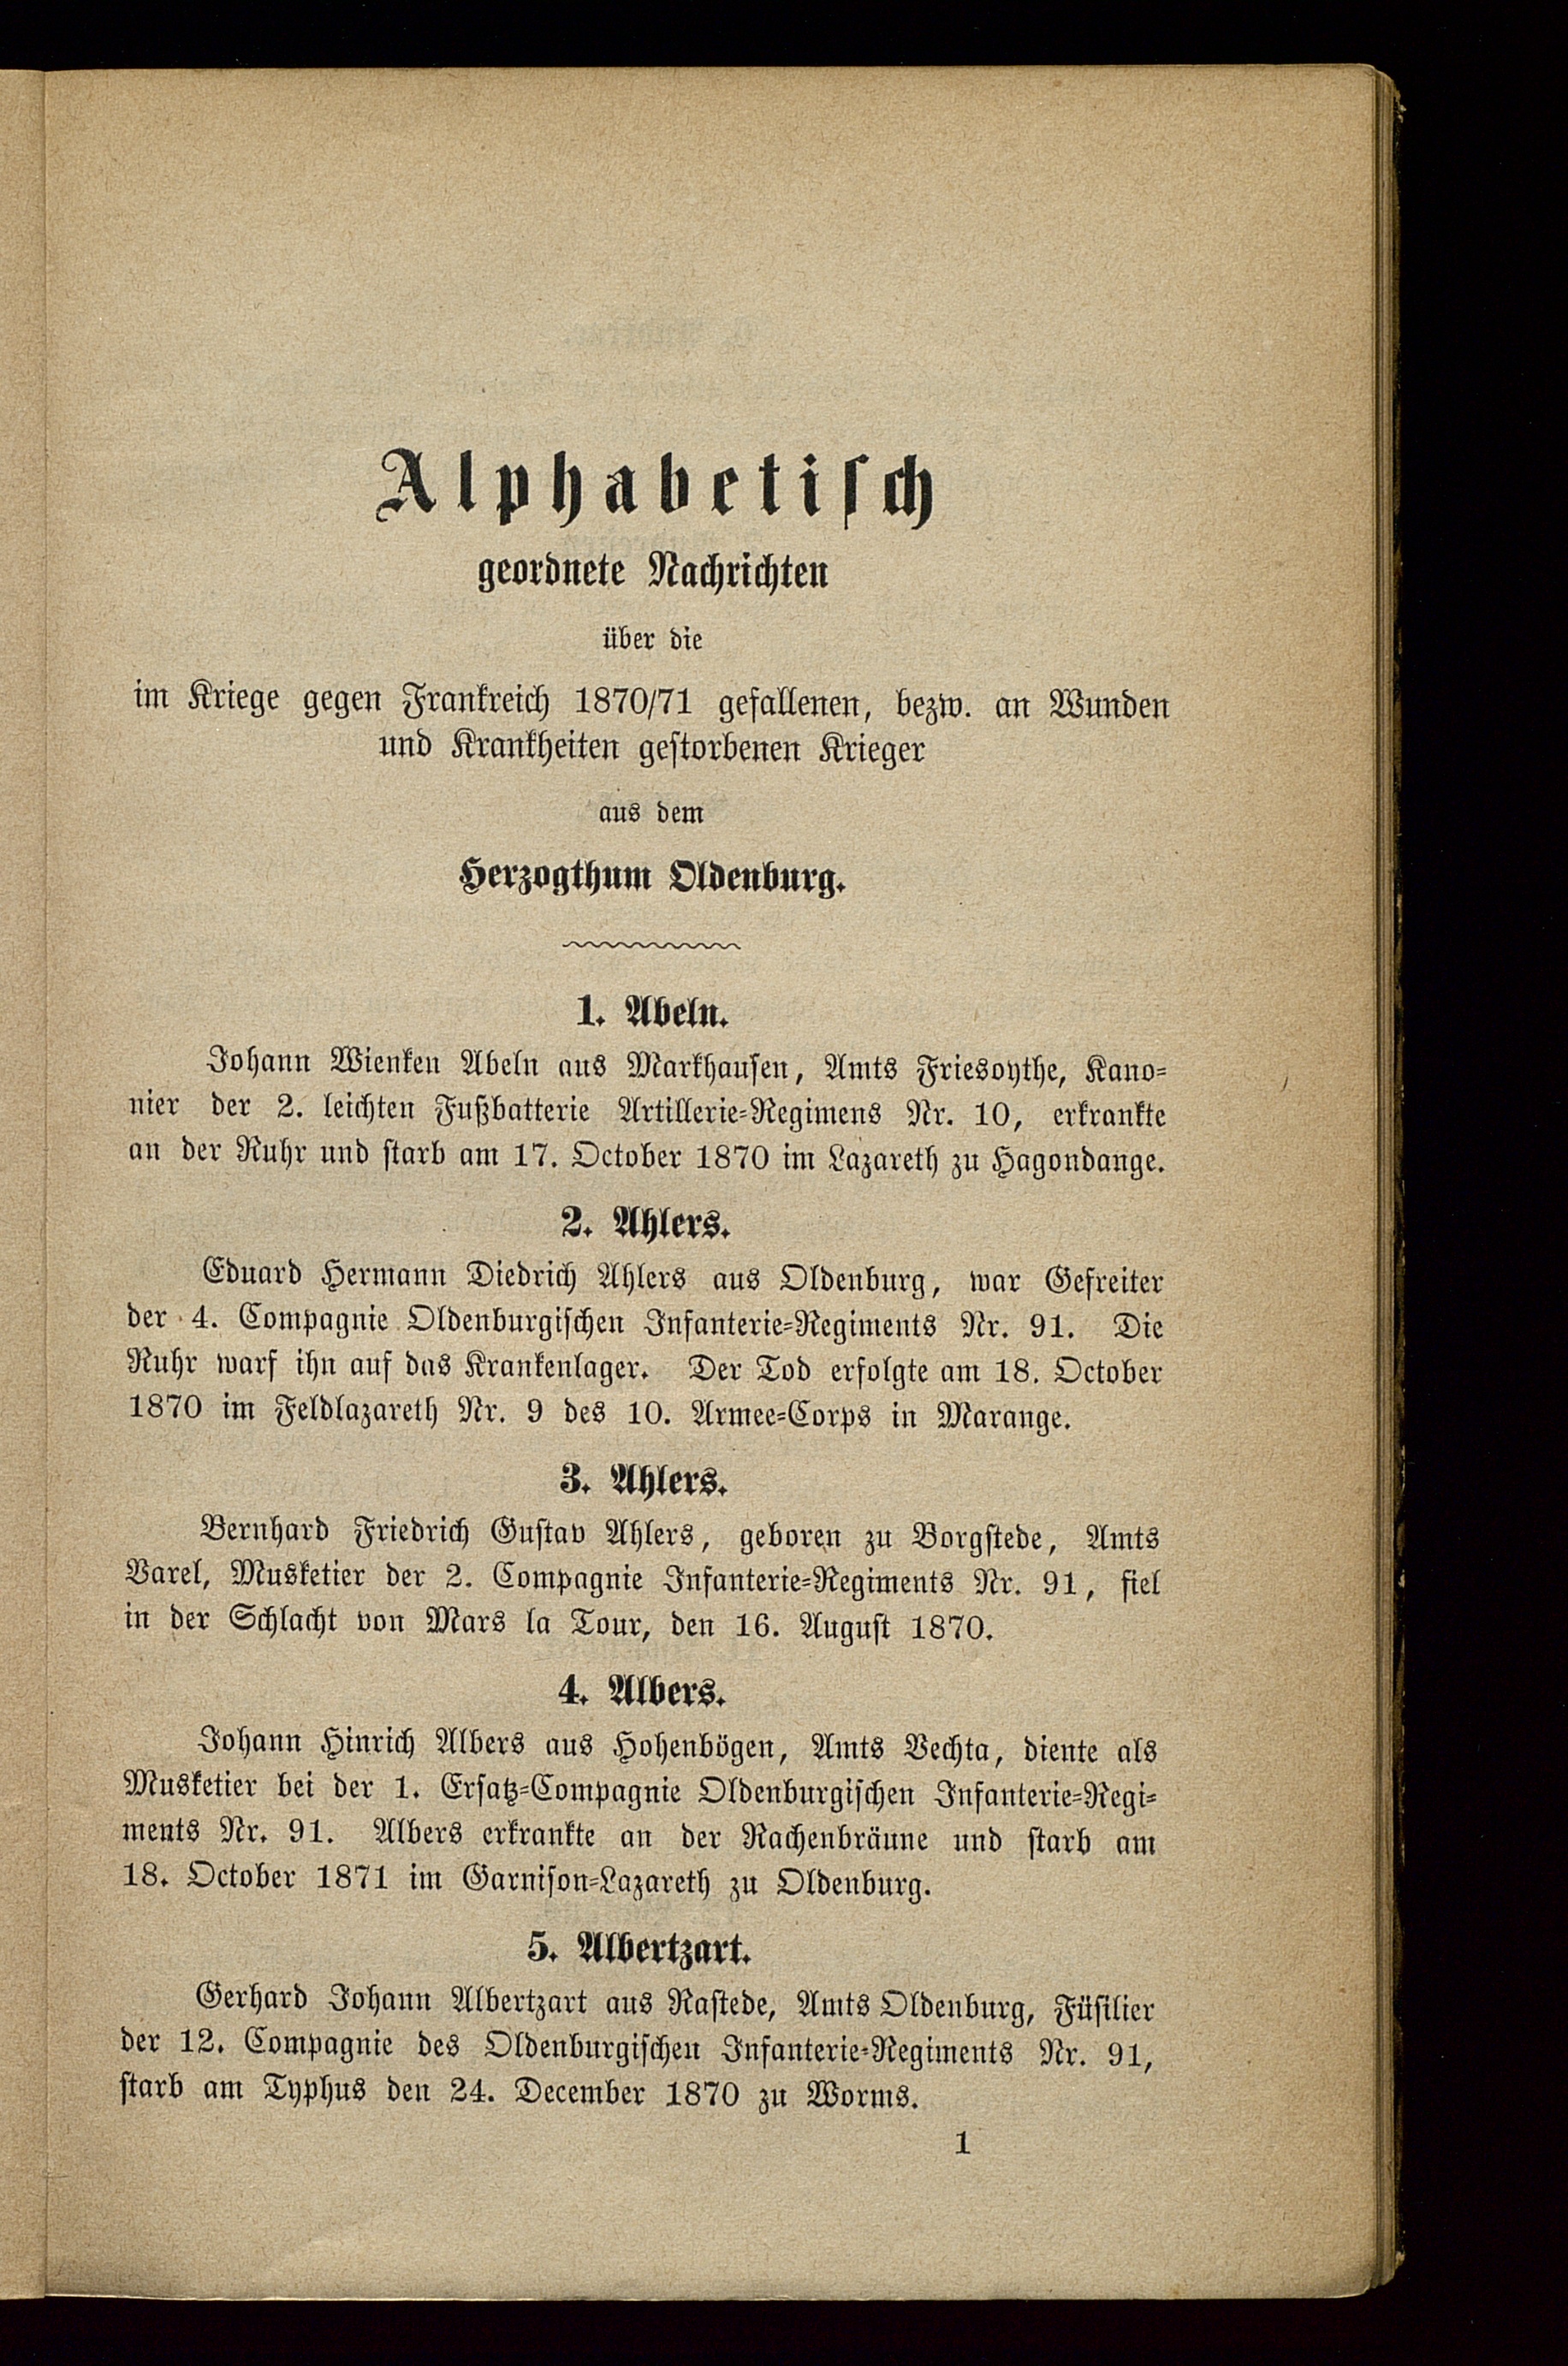 Alphabetisch
geordnete Nachrichten
über die
im Kriege gegen Frankreich 1870/71 gefallenen, bezw. an Wunden
und Krankheiten gestorbenen Krieger
aus dem
Herzogthum Oldenburg.
1. Abeln.
Johann Wienken Abeln aus Markhausen, Amts Friesoythe, Kano-
nier der 2. leichten Fußbatterie Artillerie-Regimens Nr. 10, erkrankte
an der Ruhr und starb am 17. October 1870 im Lazareth zu Hagondange.
2. Ahlers.
Eduard Hermann Diedrich Ahlers aus Oldenburg, war Gefreiter
der 4. Compagnie Oldenburgischen Infanterie-Regiments Nr. 91. Die
Ruhr warf ihn auf das Krankenlager. Der Tod erfolgte am 18. October
1870 im Feldlazareth Nr. 9 des 10. Armee-Corps in Marange.
3. Ahlers.
Bernhard Friedrich Gustav Ahlers, geboren zu Borgstede, Amts
Varel, Musketier der 2. Compagnie Infanterie-Regiments Nr. 91, fiel
in der Schlacht von Mars la Tour, den 16. August 1870.
4. Albers.
Johann Hinrich Albers aus Hohenbögen, Amts Vechta, diente als
Musketier bei der 1. Ersatz-Compagnie Oldenburgischen Infanterie-Regi-
ments Nr. 91. Albers erkrankte an der Rachenbräune und starb am
18. October 1871 im Garnison-Lazareth zu Oldenburg.
5. Albertzart.
Gerhard Johann Albertzart aus Rastede, Amts Oldenburg, Füsilier
der 12. Compagnie des Oldenburgischen Infanterie-Regiments Nr. 91,
starb am Typhus den 24. December 1870 zu Worms.
1